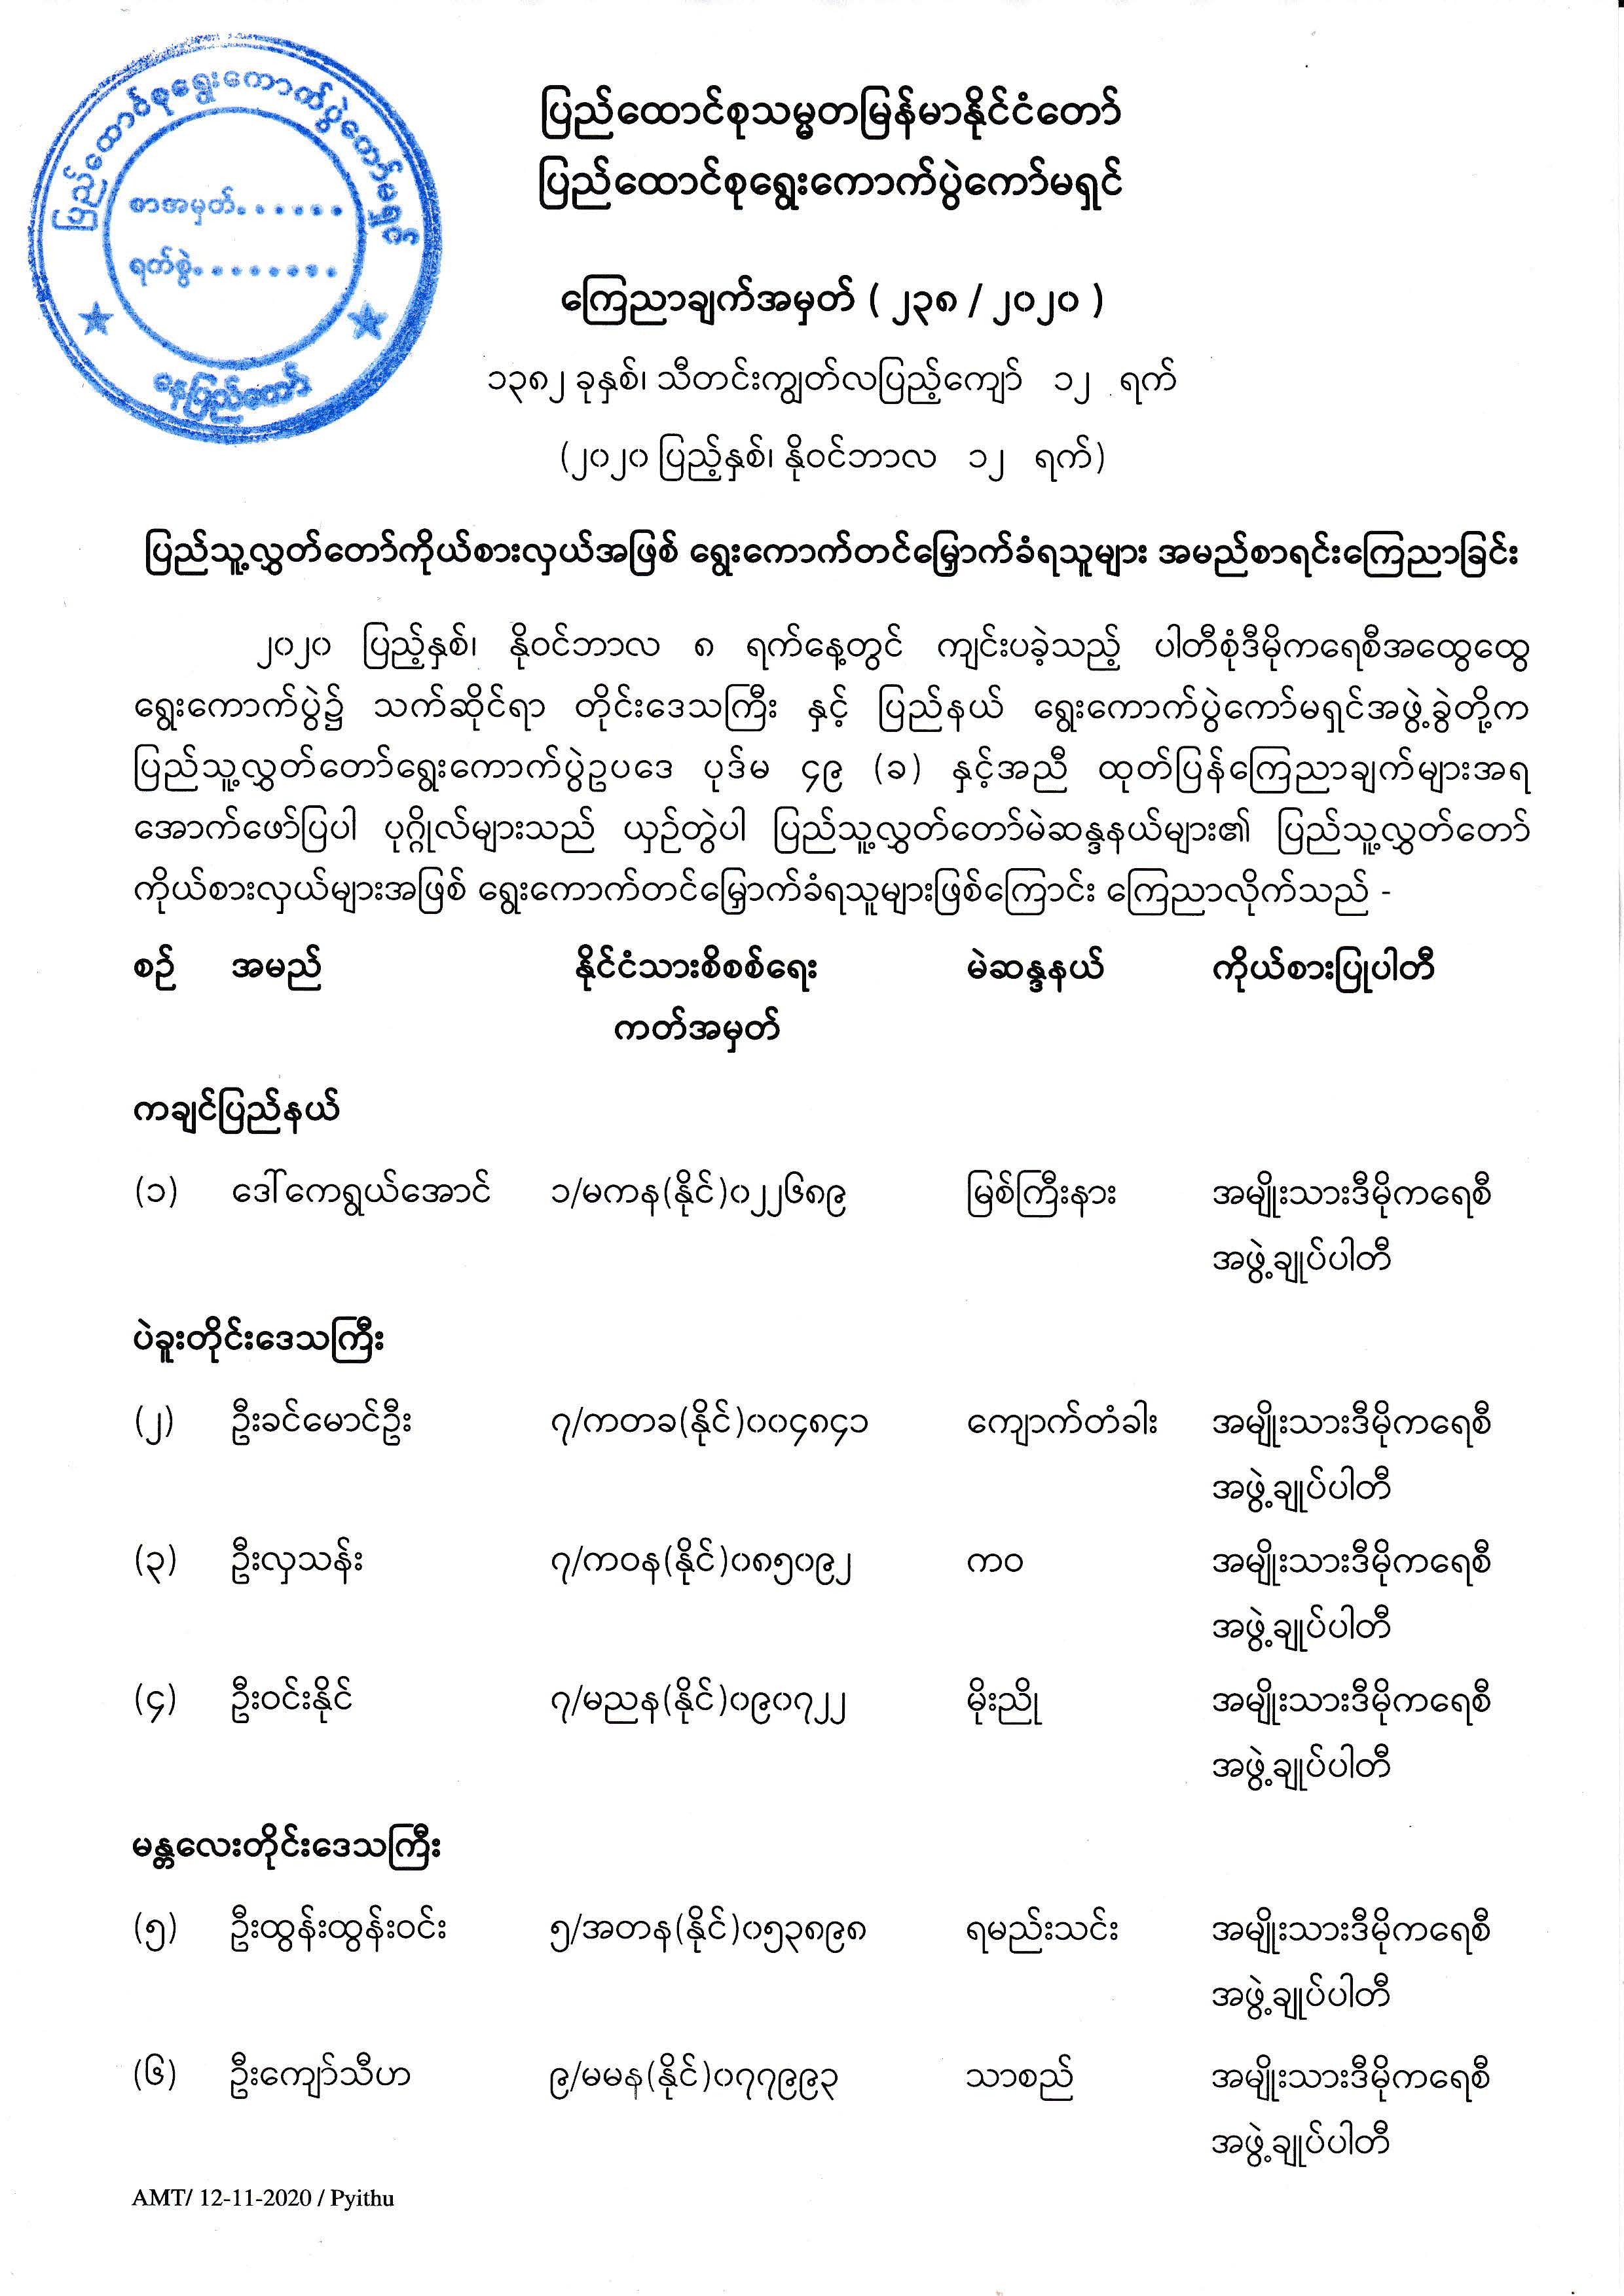 ပြည်ထောင်စုရွေးကောက်ပွဲကော်မရှင်
စာအမှတ်......
ရက်စွဲ........
နေပြည်တော်
ပြည်ထောင်စုသမ္မတမြန်မာနိုင်ငံတော်
ပြည်ထောင်စုရွေးကောက်ပွဲကော်မရှင်
ကြေညာချက်အမှတ် ( ၂၃၈ / ၂၀၂၀ )
၁၃၈၂ ခုနှစ်၊ သီတင်းကျွတ်လပြည့်ကျော် ၁၂ ရက်
(၂၀၂၀ ပြည့်နှစ်၊ နိုဝင်ဘာလ ၁၂ ရက်)
ပြည်သူ့လွှတ်တော်ကိုယ်စားလှယ်အဖြစ် ရွေးကောက်တင်မြှောက်ခံရသူများ အမည်စာရင်းကြေညာခြင်း
၂၀၂၀ ပြည့်နှစ်၊ နိုဝင်ဘာလ ၈ ရက်နေ့တွင် ကျင်းပခဲ့သည့် ပါတီစုံဒီမိုကရေစီအထွေထွေ
ရွေးကောက်ပွဲ၌ သက်ဆိုင်ရာ တိုင်းဒေသကြီး နှင့် ပြည်နယ် ရွေးကောက်ပွဲကော်မရှင်အဖွဲ့ခွဲတို့က
ပြည်သူ့လွှတ်တော်ရွေးကောက်ပွဲဥပဒေ ပုဒ်မ ၄၉ (ခ) နှင့်အညီ ထုတ်ပြန်ကြေညာချက်များအရ
အောက်ဖော်ပြပါ ပုဂ္ဂိုလ်များသည် ယှဉ်တွဲပါ ပြည်သူ့လွှတ်တော်မဲဆန္ဒနယ်များ၏ ပြည်သူ့လွှတ်တော်
ကိုယ်စားလှယ်များအဖြစ် ရွေးကောက်တင်မြှောက်ခံရသူများဖြစ်ကြောင်း ကြေညာလိုက်သည် -
စဉ် အမည် နိုင်ငံသားစိစစ်ရေး မဲဆန္ဒနယ် ကိုယ်စားပြုပါတီ
ကတ်အမှတ်
ကချင်ပြည်နယ်
(၁) ဒေါ်ကေရွယ်အောင် ၁/မကန(နိုင်)၀၂၂၆၈၉ မြစ်ကြီးနား အမျိုးသားဒီမိုကရေစီ
အဖွဲ့ချုပ်ပါတီ
ပဲခူးတိုင်းဒေသကြီး
(၂) ဦးခင်မောင်ဦး ၇/ကတခ(နိုင်)၀၀၄၈၄၁ ကျောက်တံခါး အမျိုးသားဒီမိုကရေစီ
အဖွဲ့ချုပ်ပါတီ
(၃) ဦးလှသန်း ၇/ကဝန(နိုင်)၀၈၅၀၉၂ ကဝ အမျိုးသားဒီမိုကရေစီ
အဖွဲ့ချုပ်ပါတီ
(၄) ဦးဝင်းနိုင် ၇/မညန(နိုင်)၀၉၀၇၂၂ မိုးညို အမျိုးသားဒီမိုကရေစီ
အဖွဲ့ချုပ်ပါတီ
မန္တလေးတိုင်းဒေသကြီး
(၅) ဦးထွန်းထွန်းဝင်း ၅/အတန(နိုင်)၀၅၃၈၉၈ ရမည်းသင်း အမျိုးသားဒီမိုကရေစီ
အဖွဲ့ချုပ်ပါတီ
(၆) ဦးကျော်သီဟ ၉/မမန(နိုင်)၀၇၇၉၉၃ သာစည် အမျိုးသားဒီမိုကရေစီ
အဖွဲ့ချုပ်ပါတီ
AMT/ 12-11-2020 / Pyithu